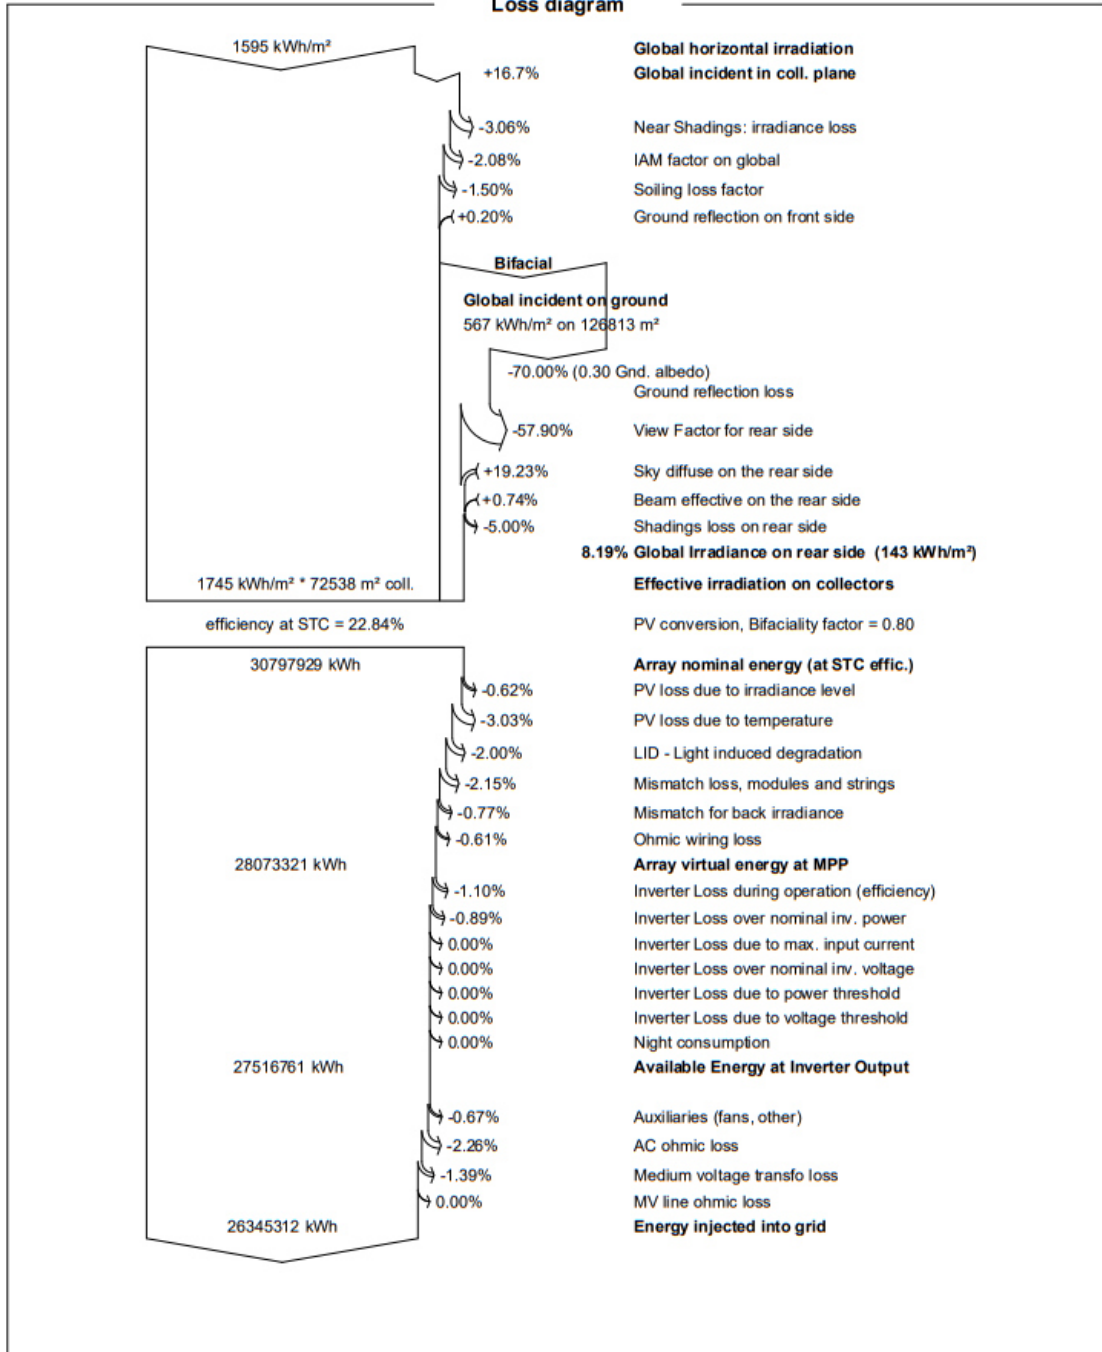 Loss diagram
1595 kWh/m² Global horizontal irradiation
+16.7% Global incident in coll. plane
-3.06% Near Shadings: irradiance loss
-2.08% IAM factor on global
-1.50% Soiling loss factor
+0.20% Ground reflection on front side
Bifacial
Global incident on ground
567 kWh/m² on 126813 m²
-70.00% (0.30 Gnd. albedo)
Ground reflection loss
-57.90% View Factor for rear side
+19.23% Sky diffuse on the rear side
+0.74% Beam effective on the rear side
-5.00% Shadings loss on rear side
8.19% Global Irradiance on rear side (143 kWh/m²)
1745 kWh/m² * 72538 m² coll. Effective irradiation on collectors
efficiency at STC = 22.84% PV conversion, Bifaciality factor = 0.80
30797929 kWh Array nominal energy (at STC effic.)
-0.62% PV loss due to irradiance level
-3.03% PV loss due to temperature
-2.00% LID - Light induced degradation
-2.15% Mismatch loss, modules and strings
-0.77% Mismatch for back irradiance
-0.61% Ohmic wiring loss
28073321 kWh Array virtual energy at MPP
-1.10% Inverter Loss during operation (efficiency)
-0.89% Inverter Loss over nominal inv. power
0.00% Inverter Loss due to max. input current
0.00% Inverter Loss over nominal inv. voltage
0.00% Inverter Loss due to power threshold
0.00% Inverter Loss due to voltage threshold
0.00% Night consumption
27516761 kWh Available Energy at Inverter Output
-0.67% Auxiliaries (fans, other)
-2.26% AC ohmic loss
-1.39% Medium voltage transfo loss
0.00% MV line ohmic loss
26345312 kWh Energy injected into grid